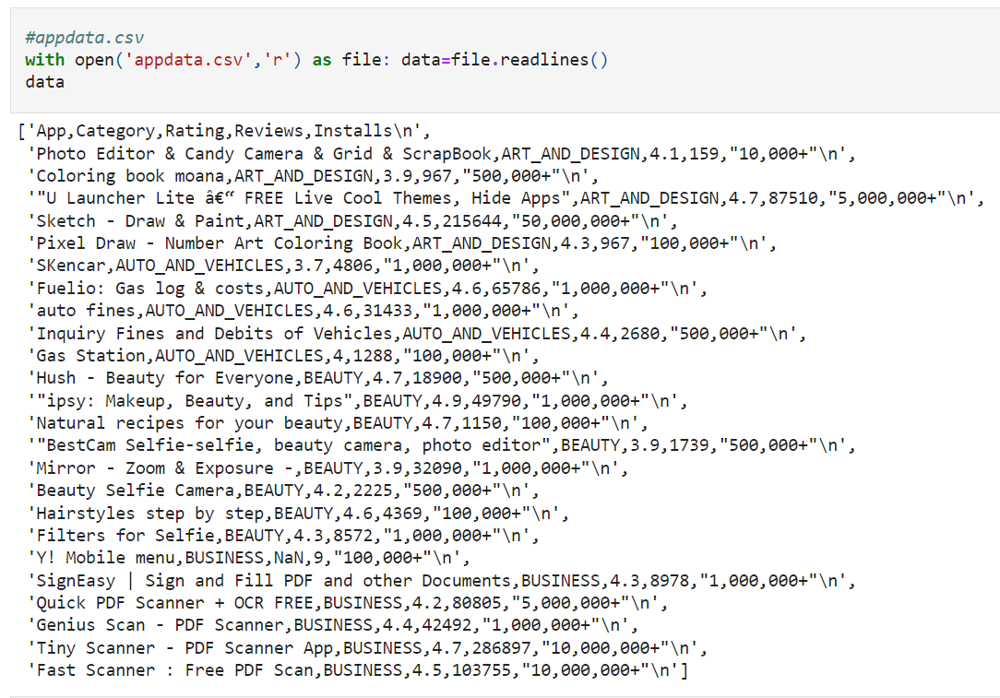 #appdata.csv
with open('appdata.csv','r') as file: data=file.readlines()
data
['App,Category,Rating,Reviews,Installs\n',
'Photo Editor & Candy Camera & Grid & ScrapBook,ART_AND_DESIGN,4.1,159,"10,000+"\n',
'Coloring book moana,ART_AND_DESIGN,3.9,967,"500,000+"\n',
'"U Launcher Lite â€“ FREE Live Cool Themes, Hide Apps",ART_AND_DESIGN,4.7,87510,"5,000,000+"\n',
'Sketch - Draw & Paint,ART_AND_DESIGN,4.5,215644,"50,000,000+"\n',
'Pixel Draw - Number Art Coloring Book,ART_AND_DESIGN,4.3,967,"100,000+"\n',
'SKencar,AUTO_AND_VEHICLES,3.7,4806,"1,000,000+"\n',
'Fuelio: Gas log & costs,AUTO_AND_VEHICLES,4.6,65786,"1,000,000+"\n',
'auto fines,AUTO_AND_VEHICLES,4.6,31433,"1,000,000+"\n',
'Inquiry Fines and Debits of Vehicles,AUTO_AND_VEHICLES,4.4,2680,"500,000+"\n',
'Gas Station,AUTO_AND_VEHICLES,4,1288,"100,000+"\n',
'Hush - Beauty for Everyone,BEAUTY,4.7,18900,"500,000+"\n',
'"ipsy: Makeup, Beauty, and Tips",BEAUTY,4.9,49790,"1,000,000+"\n',
'Natural recipes for your beauty,BEAUTY,4.7,1150,"100,000+"\n',
'"BestCam Selfie-selfie, beauty camera, photo editor",BEAUTY,3.9,1739,"500,000+"\n',
'Mirror - Zoom & Exposure -,BEAUTY,3.9,32090,"1,000,000+"\n',
'Beauty Selfie Camera,BEAUTY,4.2,2225,"500,000+"\n',
'Hairstyles step by step,BEAUTY,4.6,4369,"100,000+"\n',
'Filters for Selfie,BEAUTY,4.3,8572,"1,000,000+"\n',
'Y! Mobile menu,BUSINESS,NaN,9,"100,000+"\n',
'SignEasy | Sign and Fill PDF and other Documents,BUSINESS,4.3,8978,"1,000,000+"\n',
'Quick PDF Scanner + OCR FREE,BUSINESS,4.2,80805,"5,000,000+"\n',
'Genius Scan - PDF Scanner,BUSINESS,4.4,42492,"1,000,000+"\n',
'Tiny Scanner - PDF Scanner App,BUSINESS,4.7,286897,"10,000,000+"\n',
'Fast Scanner : Free PDF Scan,BUSINESS,4.5,103755,"10,000,000+"\n']